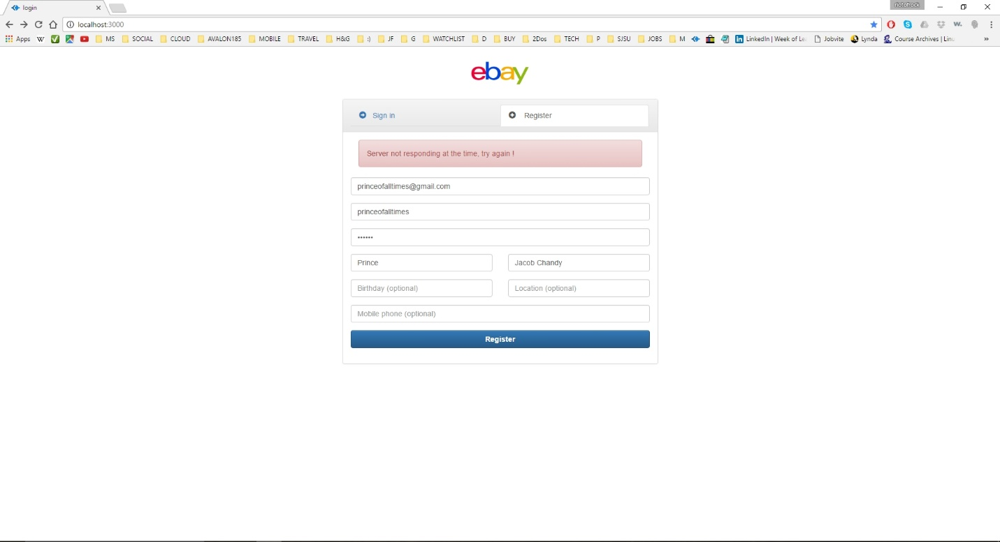 login
riotofrock
localhost:3000
Apps MS SOCIAL CLOUD AVALON185 MOBILE TRAVEL H&G :) JF G WATCHLIST D BUY 2Dos TECH P SJSU JOBS M LinkedIn | Week of Le Jobvite Lynda Course Archives | Linu »
ebay
Sign in
Register
Server not responding at the time, try again !
princeofalltimes@gmail.com
princeofalltimes
••••••
Prince
Jacob Chandy
Birthday (optional)
Location (optional)
Mobile phone (optional)
Register